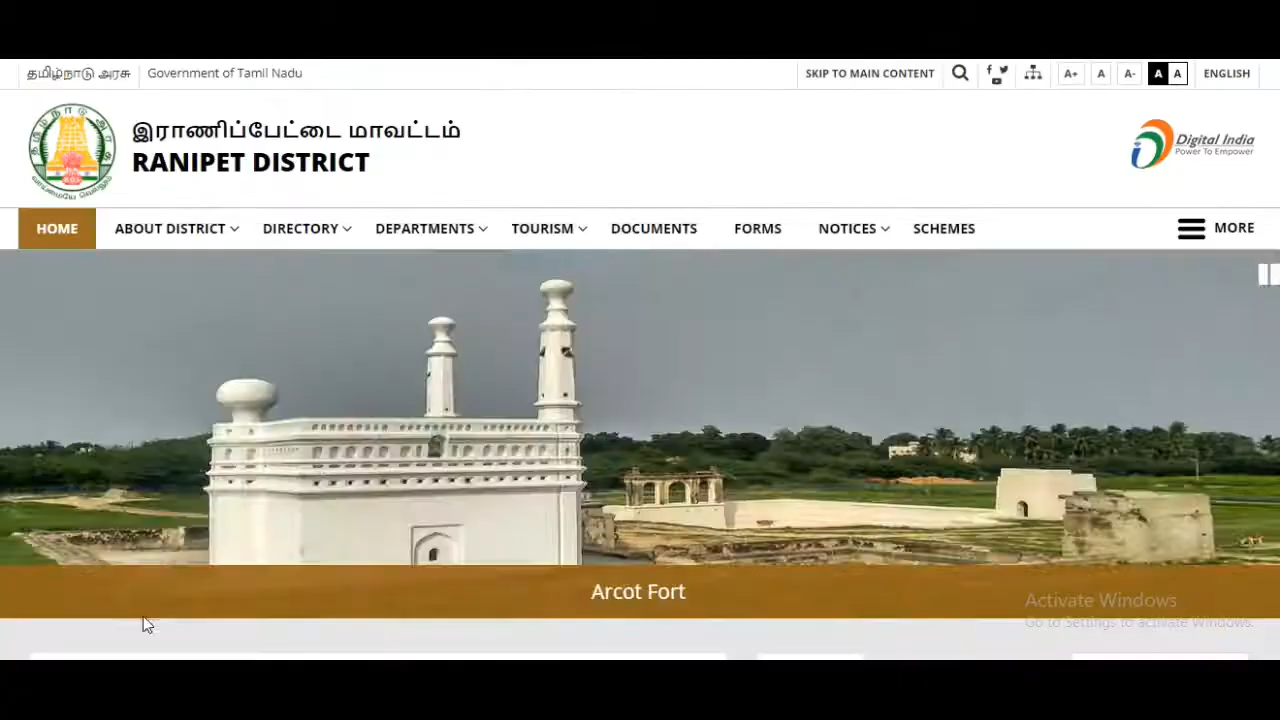 தமிழ்நாடு அரசு
Government of Tamil Nadu
SKIP TO MAIN CONTENT
A+
A
A-
A
A
ENGLISH
இராணிப்பேட்டை மாவட்டம்
RANIPET DISTRICT
Digital India
Power To Empower
HOME
ABOUT DISTRICT
DIRECTORY
DEPARTMENTS
TOURISM
DOCUMENTS
FORMS
NOTICES
SCHEMES
MORE
Arcot Fort
Activate Windows
Go to Settings to activate Windows.